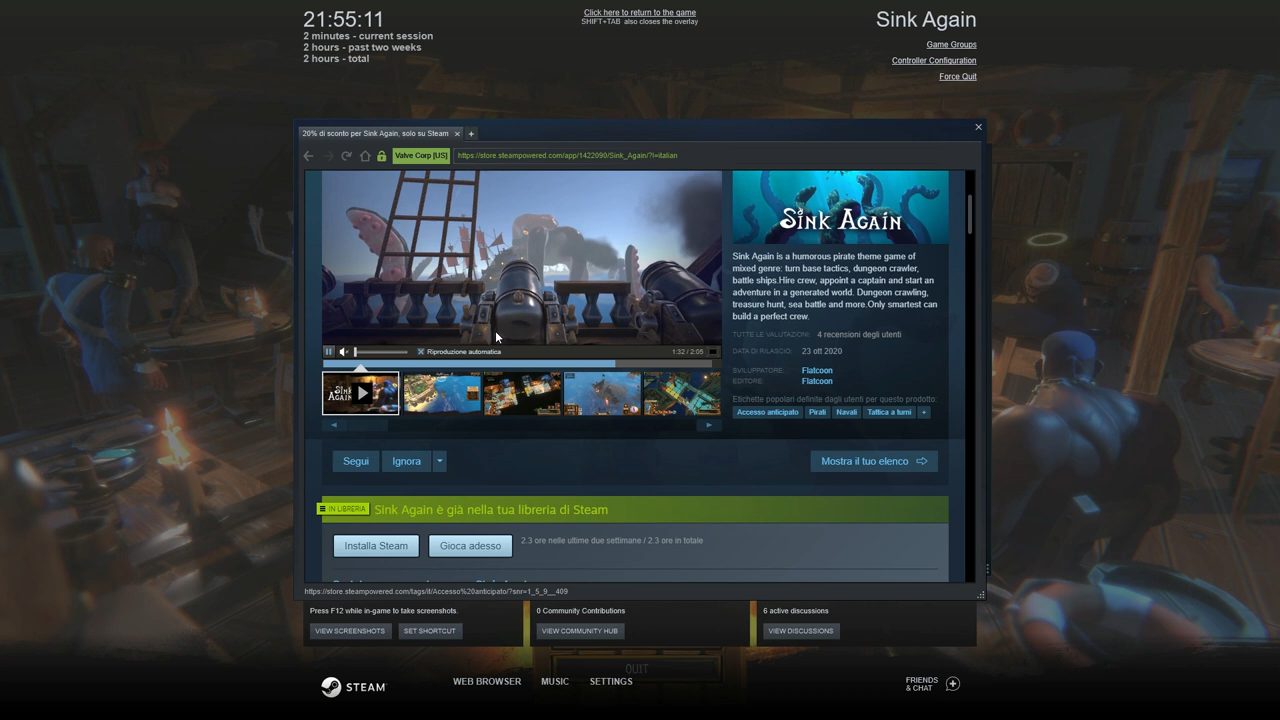 21:55:11
2 minutes - current session
2 hours - past two weeks
2 hours - total
Click here to return to the game
SHIFT+TAB also closes the overlay
Sink Again
Game Groups
Controller Configuration
Force Quit
20% di sconto per Sink Again, solo su Steam
Valve Corp [US]
https://store.steampowered.com/app/1422090/Sink_Again/?l=italian
Sink Again
Sink Again is a humorous pirate theme game of
mixed genre: turn base tactics, dungeon crawler,
battle ships.Hire crew, appoint a captain and start an
adventure in a generated world. Dungeon crawling,
treasure hunt, sea battle and more.Only smartest can
build a perfect crew.
TUTTE LE VALUTAZIONI: 4 recensioni degli utenti
DATA DI RILASCIO: 23 ott 2020
SVILUPPATORE: Flatcoon
EDITORE: Flatcoon
Etichette popolari definite dagli utenti per questo prodotto:
Accesso anticipato Pirati Navali Tattica a turni +
Riproduzione automatica 1:32 / 2:05
Sink Again
Segui Ignora Mostra il tuo elenco
IN LIBRERIA Sink Again è già nella tua libreria di Steam
Installa Steam Gioca adesso 2.3 ore nelle ultime due settimane / 2.3 ore in totale
https://store.steampowered.com/tags/it/Accesso%20anticipato/?snr=1_5_9__409
Press F12 while in-game to take screenshots.
VIEW SCREENSHOTS SET SHORTCUT
0 Community Contributions
VIEW COMMUNITY HUB
6 active discussions
VIEW DISCUSSIONS
QUIT
STEAM
WEB BROWSER MUSIC SETTINGS
FRIENDS
& CHAT